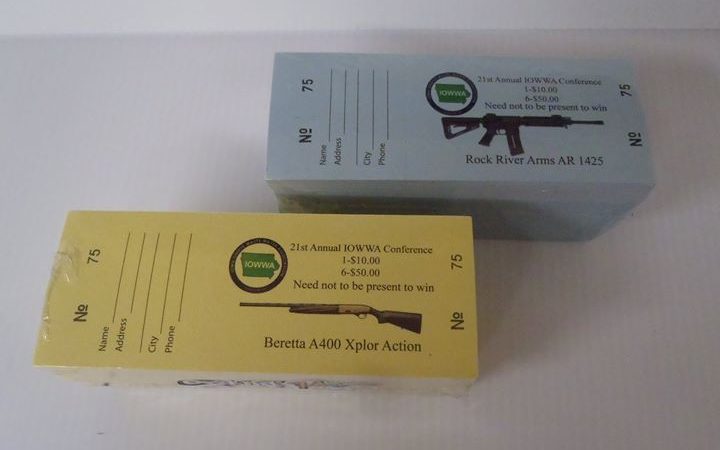 No 75
Name
Address
City
Phone
IOWWA
21st Annual IOWWA Conference
1-$10.00
6-$50.00
Need not to be present to win
Rock River Arms AR 1425
No 75
No 75
Name
Address
City
Phone
IOWWA
21st Annual IOWWA Conference
1-$10.00
6-$50.00
Need not to be present to win
Beretta A400 Xplor Action
No 75